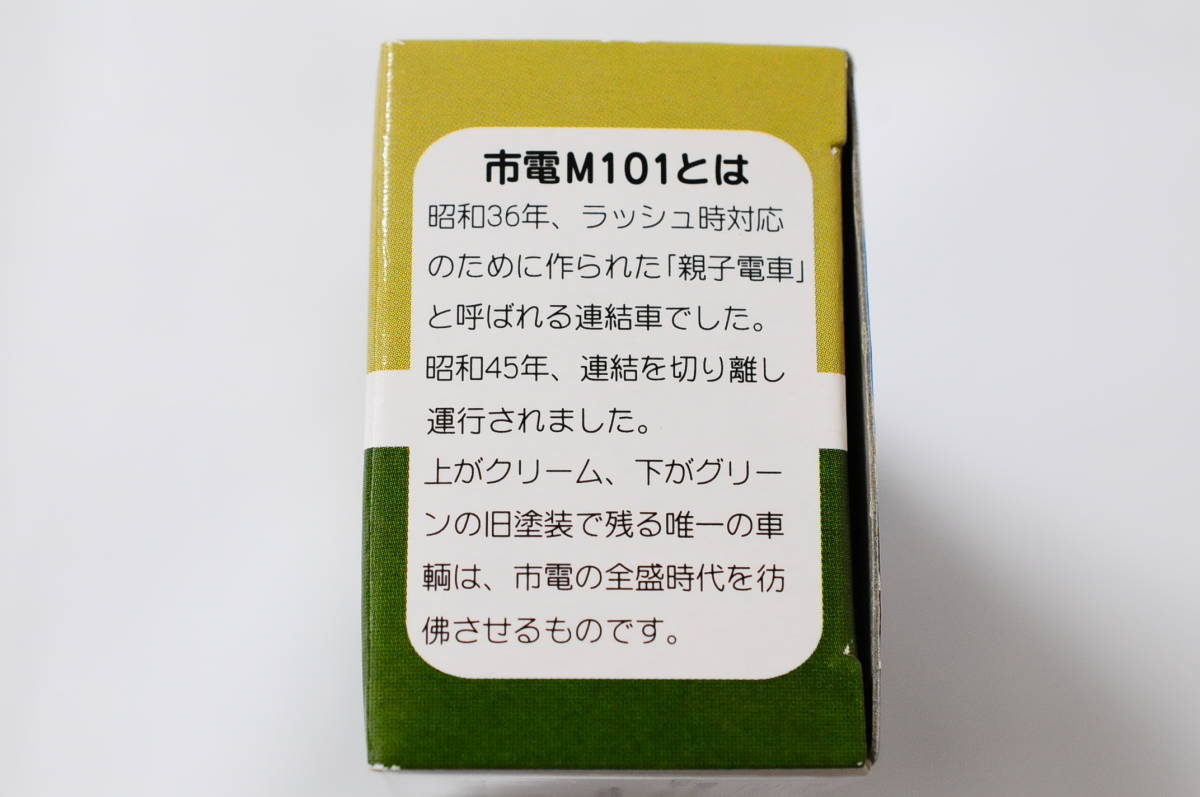 市電M101とは
昭和36年、ラッシュ時対応
のために作られた「親子電車」
と呼ばれる連結車でした。
昭和45年、連結を切り離し
運行されました。
上がクリーム、下がグリー
ンの旧塗装で残る唯一の車
輌は、市電の全盛時代を彷
彿させるものです。